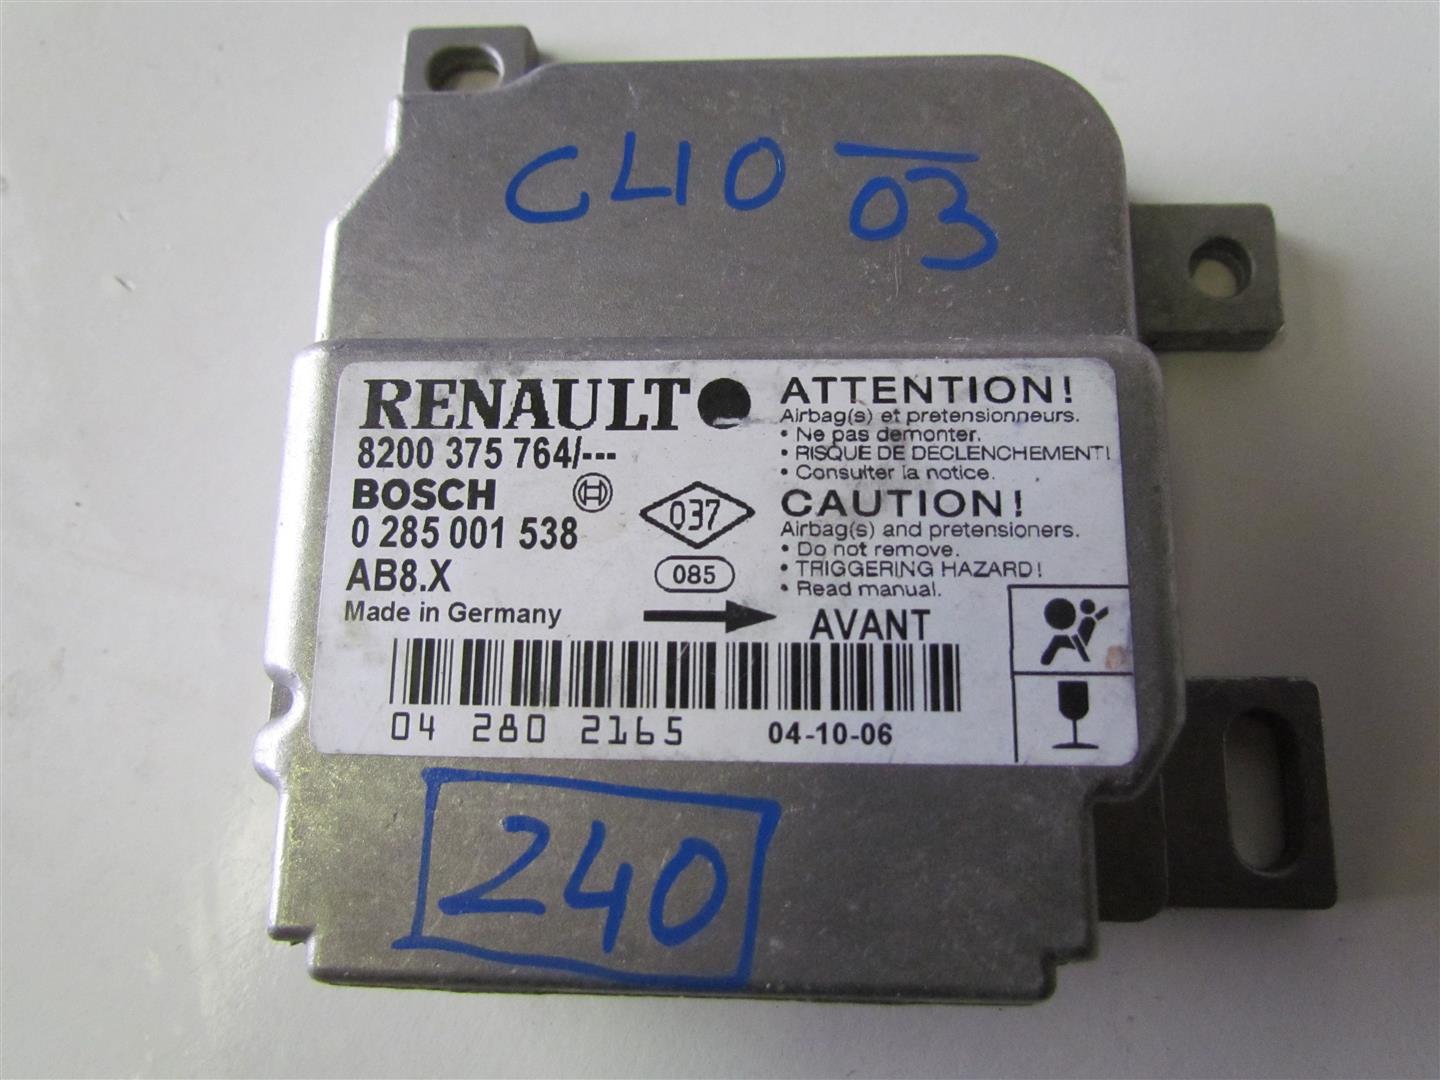 CLIO 03
RENAULT
8200 375 764/---
BOSCH
0 285 001 538
AB8.X
Made in Germany
037
085
ATTENTION!
Airbag(s) et pretensionneurs.
• Ne pas demonter.
• RISQUE DE DECLENCHEMENT!
• Consulter la notice.
CAUTION!
Airbag(s) and pretensioners.
• Do not remove.
• TRIGGERING HAZARD!
• Read manual.
AVANT
04 280 2165 04-10-06
240